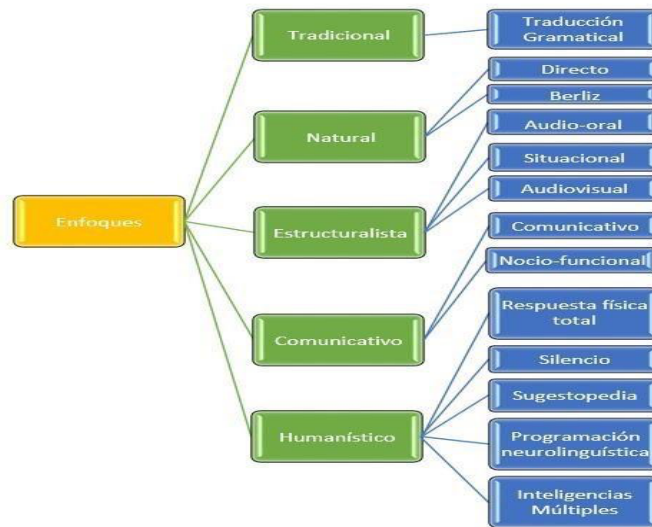 Enfoques
Tradicional
Natural
Estructuralista
Comunicativo
Humanístico
Traducción
Gramatical
Directo
Berliz
Audio-oral
Situacional
Audiovisual
Comunicativo
Nocio-funcional
Respuesta física
total
Silencio
Sugestopedia
Programación
neurolinguística
Inteligencias
Múltiples